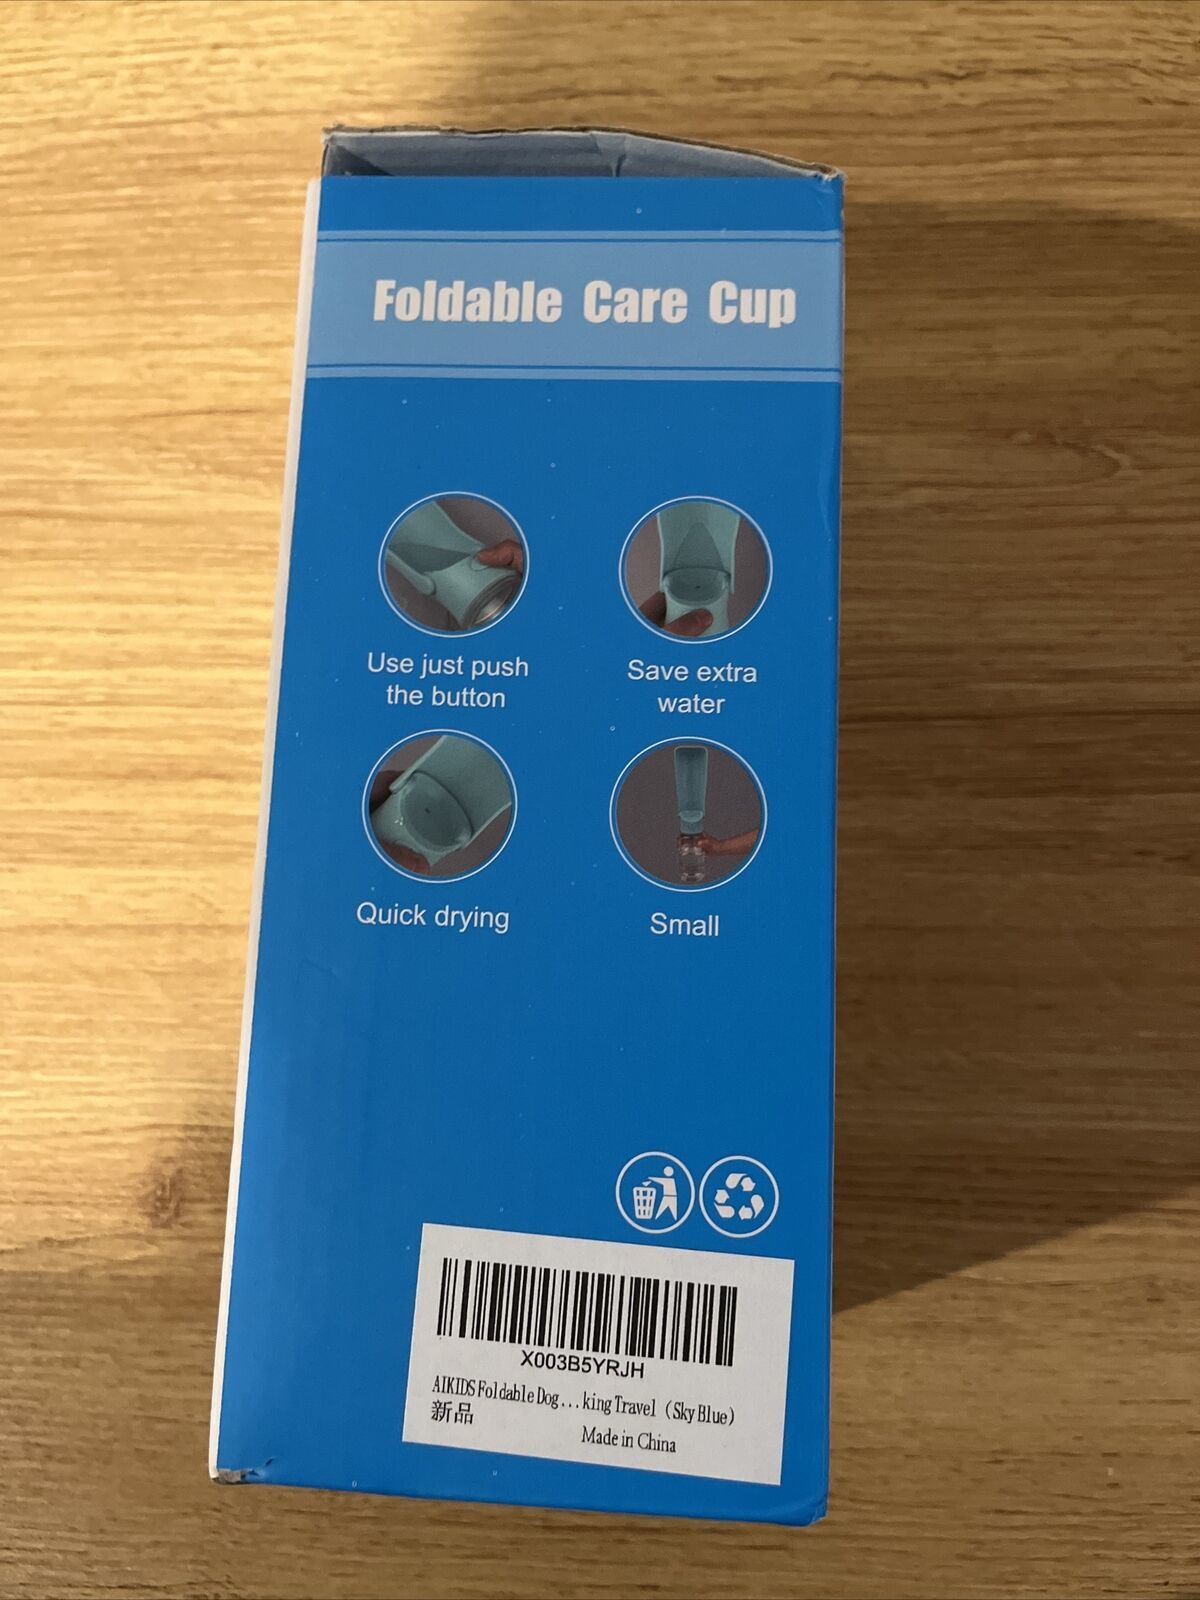 Foldable Care Cup
Use just push
the button
Save extra
water
Quick drying
Small
X003B5YRJH
AIKIDS Foldable Dog...king Travel（Sky Blue）
新品
Made in China